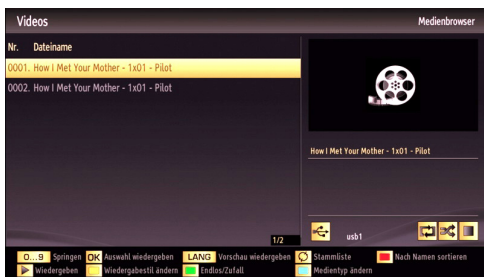 Videos
Medienbrowser
Nr. Dateiname
0001. How I Met Your Mother - 1x01 - Pilot
0002. How I Met Your Mother - 1x01 - Pilot
How I Met Your Mother - 1x01 - Pilot
1/2
usb1
0...9 Springen OK Auswahl wiedergeben LANG Vorschau wiedergeben Stammliste Nach Namen sortieren
Wiedergeben Wiedergabestil ändern Endlos/Zufall Medientyp ändern